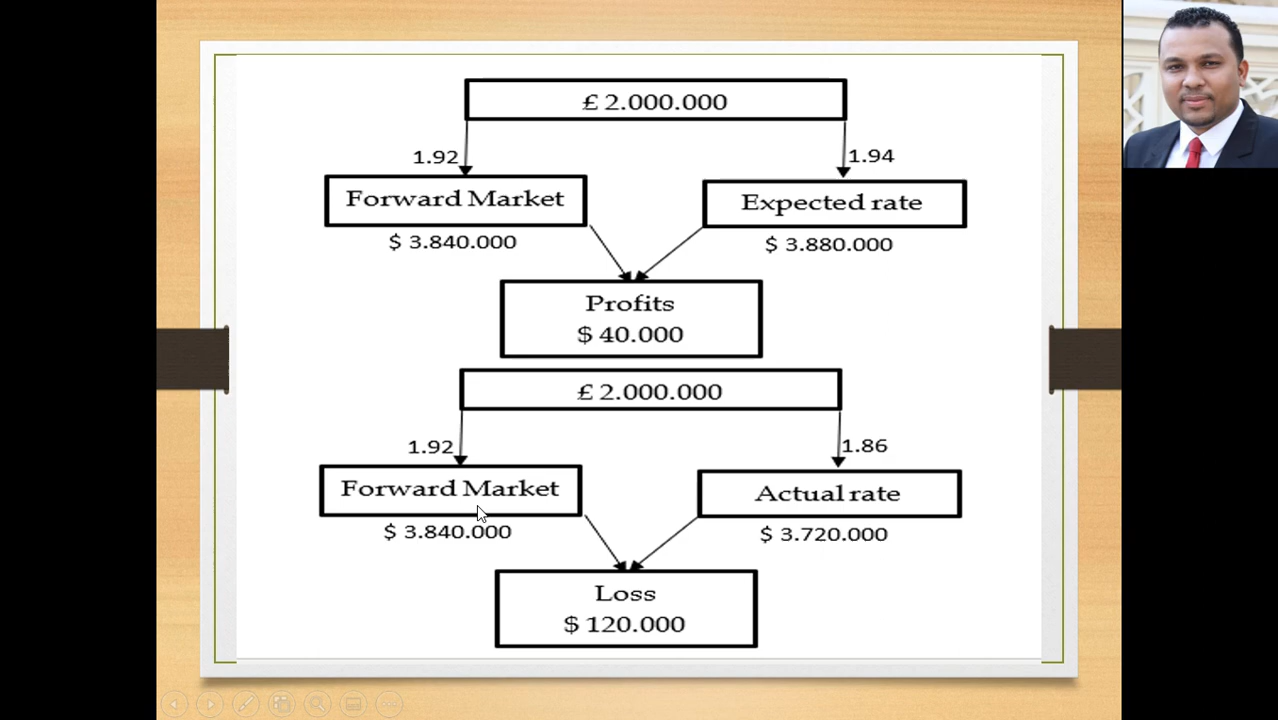 £ 2.000.000
1.92
1.94
Forward Market
Expected rate
$ 3.840.000
$ 3.880.000
Profits
$ 40.000
£ 2.000.000
1.92
1.86
Forward Market
Actual rate
$ 3.840.000
$ 3.720.000
Loss
$ 120.000